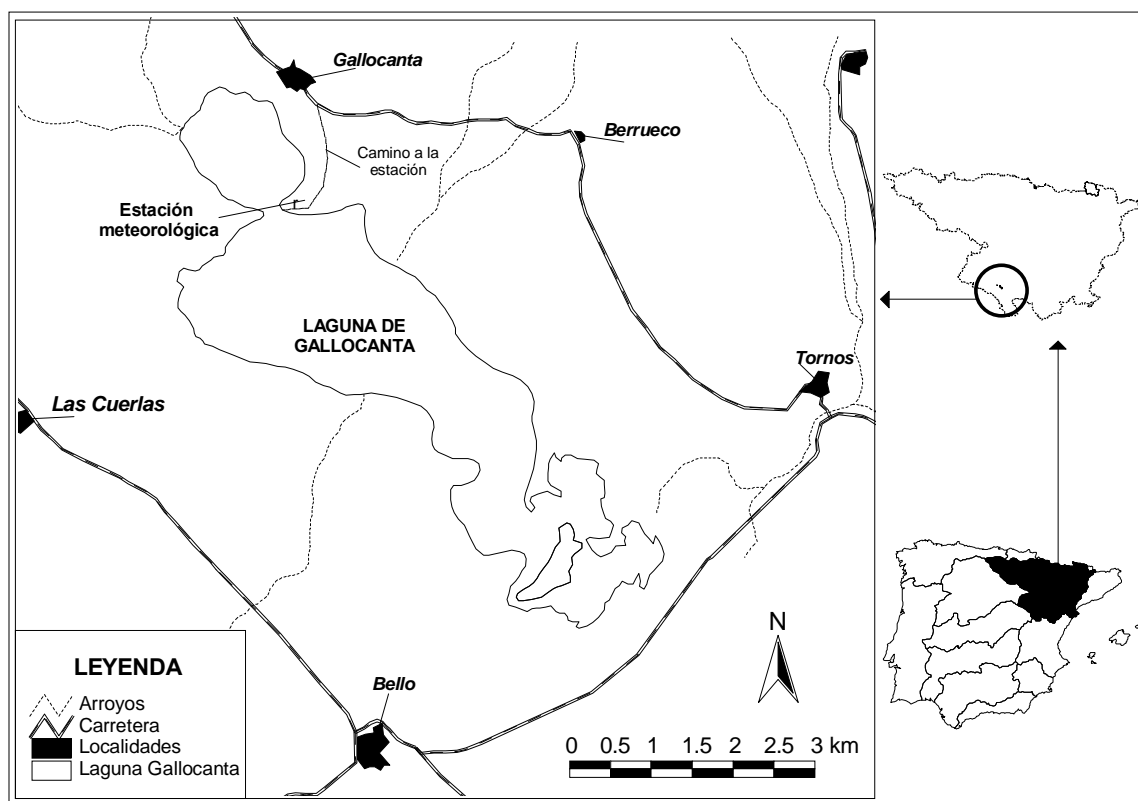 Gallocanta
Berrueco
Camino a la
estación
Estación
meteorológica
LAGUNA DE
GALLOCANTA
Tornos
Las Cuerlas
Bello
N
LEYENDA
Arroyos
Carretera
Localidades
Laguna Gallocanta
0 0.5 1 1.5 2 2.5 3 km